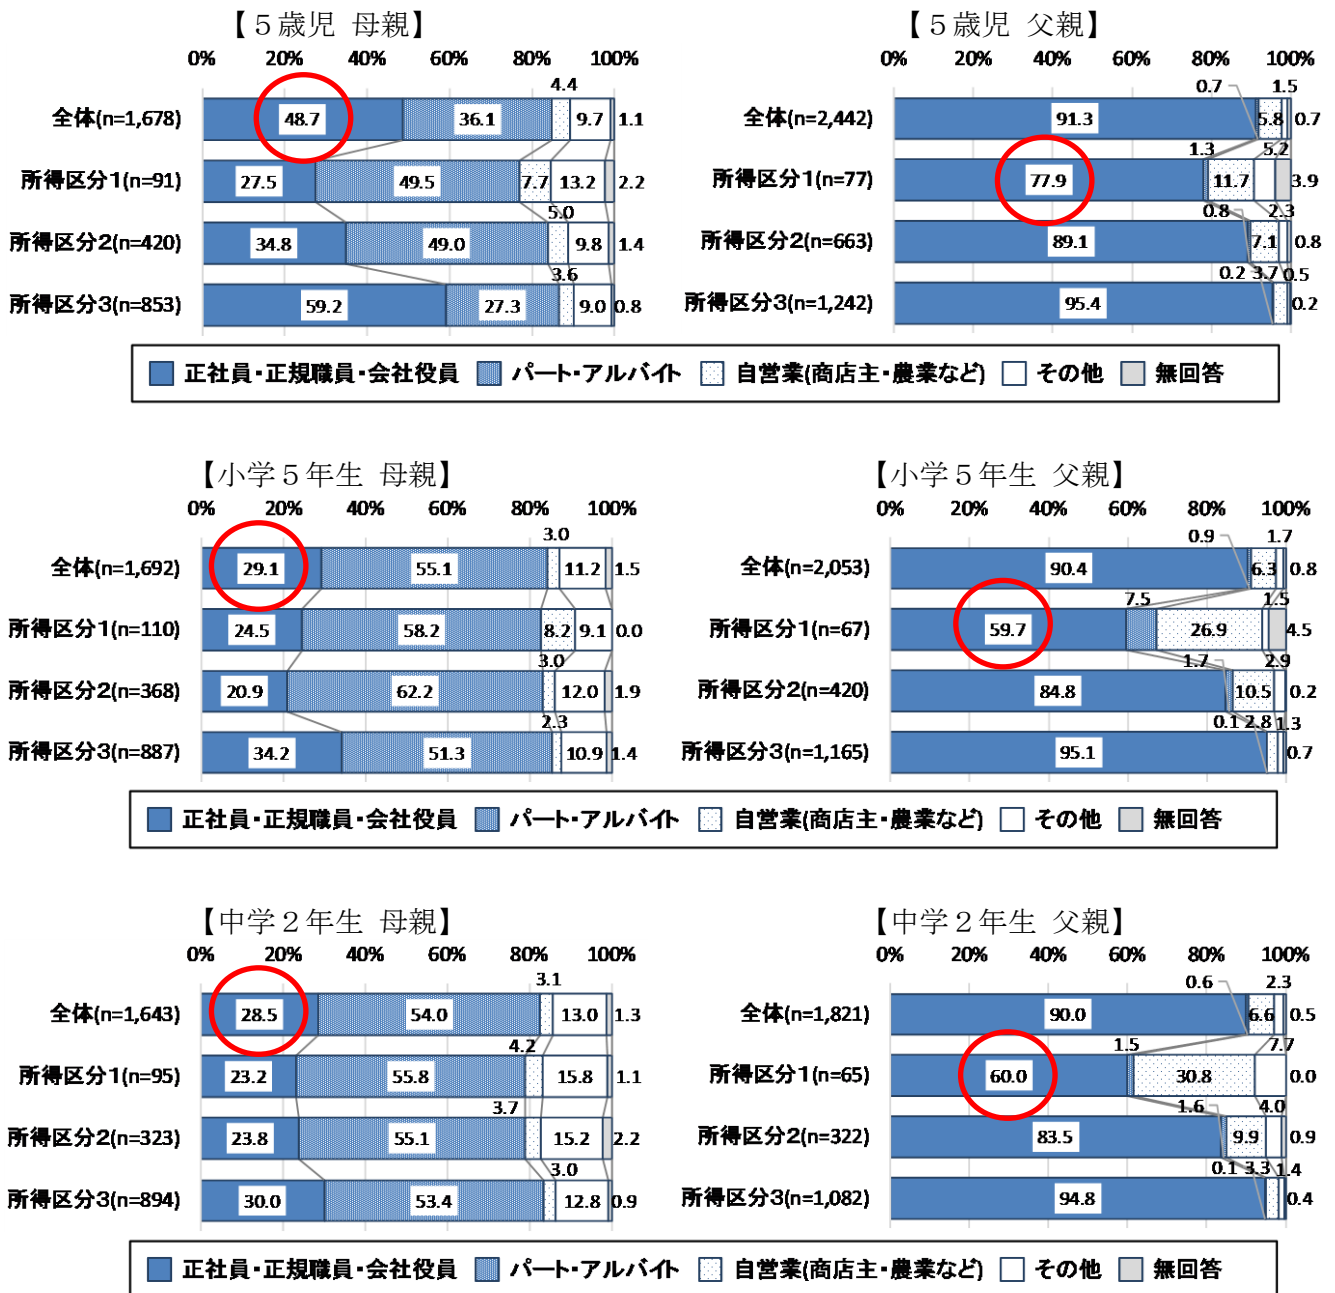 【５歳児 母親】
0% 20% 40% 60% 80% 100%
4.4
全体(n=1,678) 48.7 36.1 9.7 1.1
所得区分1(n=91) 27.5 49.5 7.7 13.2 2.2
5.0
所得区分2(n=420) 34.8 49.0 9.8 1.4
3.6
所得区分3(n=853) 59.2 27.3 9.0 0.8
【５歳児 父親】
0% 20% 40% 60% 80% 100%
0.7 1.5
全体(n=2,442) 91.3 5.8 0.7
1.3 5.2
所得区分1(n=77) 77.9 11.7 3.9
0.8 2.3
所得区分2(n=663) 89.1 7.1 0.8
0.2 3.7 0.5
所得区分3(n=1,242) 95.4 0.2
正社員・正規職員・会社役員 パート・アルバイト 自営業(商店主・農業など) その他 無回答
【小学５年生 母親】
0% 20% 40% 60% 80% 100%
3.0
全体(n=1,692) 29.1 55.1 11.2 1.5
所得区分1(n=110) 24.5 58.2 8.2 9.1 0.0
3.0
所得区分2(n=368) 20.9 62.2 12.0 1.9
2.3
所得区分3(n=887) 34.2 51.3 10.9 1.4
【小学５年生 父親】
0% 20% 40% 60% 80% 100%
0.9 1.7
全体(n=2,053) 90.4 6.3 0.8
7.5 1.5
所得区分1(n=67) 59.7 26.9 4.5
1.7 2.9
所得区分2(n=420) 84.8 10.5 0.2
0.1 2.8 1.3
所得区分3(n=1,165) 95.1 0.7
正社員・正規職員・会社役員 パート・アルバイト 自営業(商店主・農業など) その他 無回答
【中学２年生 母親】
0% 20% 40% 60% 80% 100%
3.1
全体(n=1,643) 28.5 54.0 13.0 1.3
4.2
所得区分1(n=95) 23.2 55.8 15.8 1.1
3.7
所得区分2(n=323) 23.8 55.1 15.2 2.2
3.0
所得区分3(n=894) 30.0 53.4 12.8 0.9
【中学２年生 父親】
0% 20% 40% 60% 80% 100%
0.6 2.3
全体(n=1,821) 90.0 6.6 0.5
1.5 7.7
所得区分1(n=65) 60.0 30.8 0.0
1.6 4.0
所得区分2(n=322) 83.5 9.9 0.9
0.1 3.3 1.4
所得区分3(n=1,082) 94.8 0.4
正社員・正規職員・会社役員 パート・アルバイト 自営業(商店主・農業など) その他 無回答